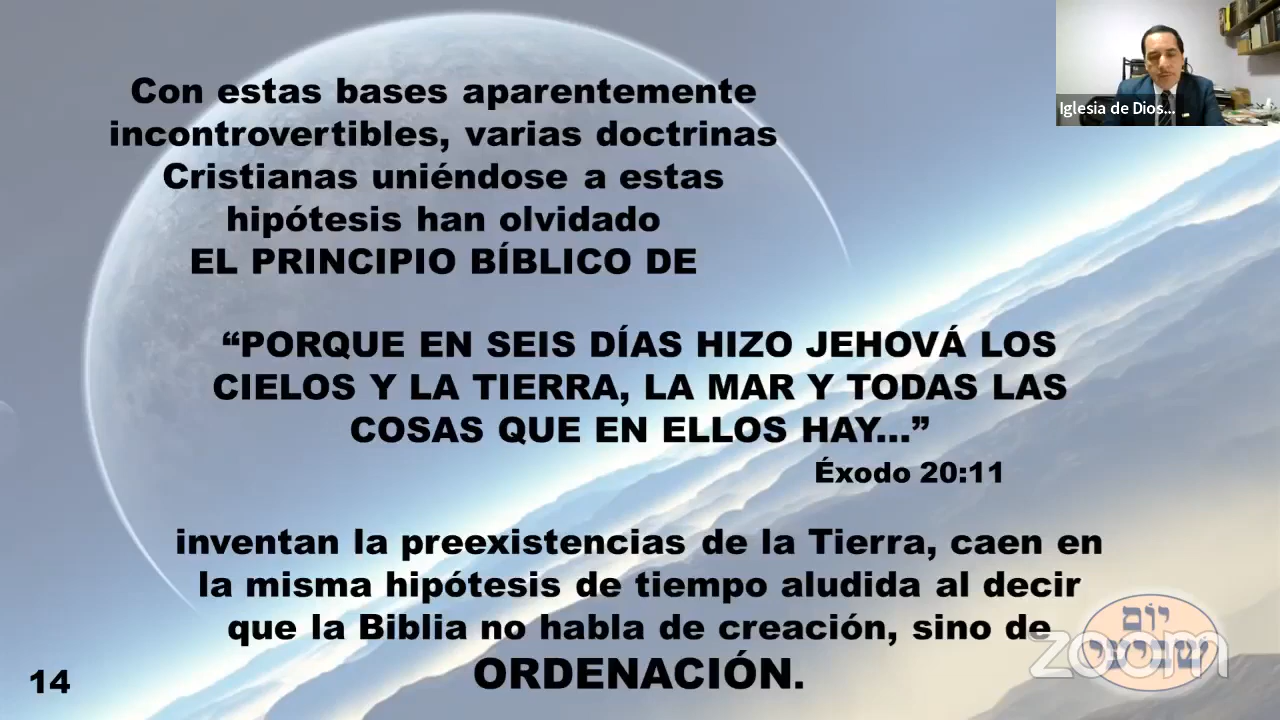 Con estas bases aparentemente
incontrovertibles, varias doctrinas
Cristianas uniéndose a estas
hipótesis han olvidado
EL PRINCIPIO BÍBLICO DE
“PORQUE EN SEIS DÍAS HIZO JEHOVÁ LOS
CIELOS Y LA TIERRA, LA MAR Y TODAS LAS
COSAS QUE EN ELLOS HAY...”
Éxodo 20:11
inventan la preexistencias de la Tierra, caen en
la misma hipótesis de tiempo aludida al decir
que la Biblia no habla de creación, sino de
ORDENACIÓN.
14
Iglesia de Dios...
יוֹם
שביעי
zoom